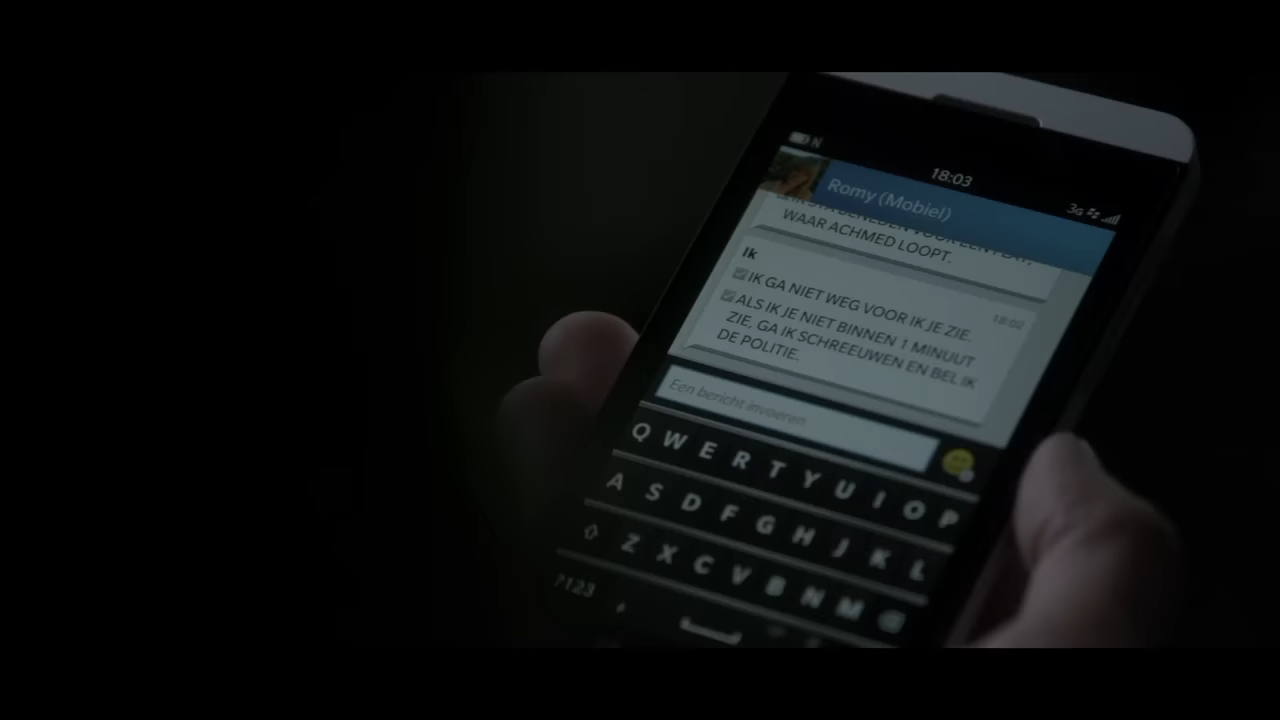 N
18:03
3G
Romy (Mobiel)
WAAR ACHMED LOOPT.
Ik
18:02
IK GA NIET WEG VOOR IK JE ZIE.
ALS IK JE NIET BINNEN 1 MINUUT
ZIE, GA IK SCHREEUWEN EN BEL IK
DE POLITIE.
Een bericht invoeren
Q W E R T Y U I O P
A S D F G H J K L
Z X C V B N M
?123 ,